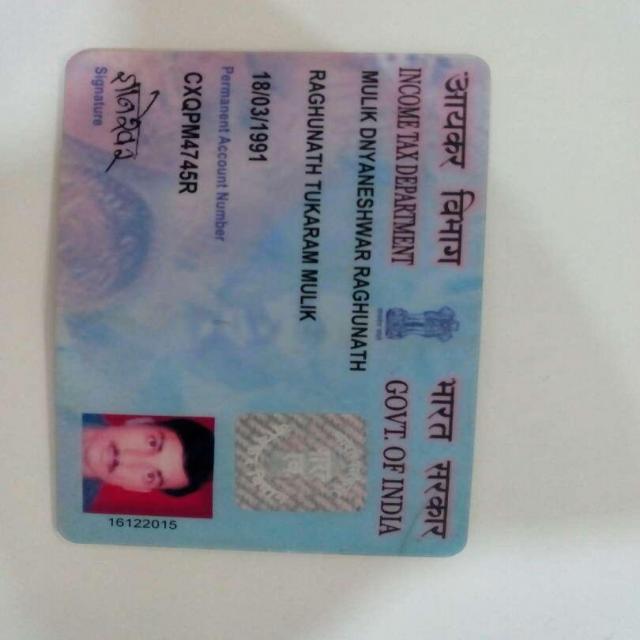 आयकर विभाग भारत सरकार
INCOME TAX DEPARTMENT GOVT. OF INDIA
MULIK DNYANESHWAR RAGHUNATH
RAGHUNATH TUKARAM MULIK
18/03/1991
Permanent Account Number
CXQPM4745R
Signature
16122015